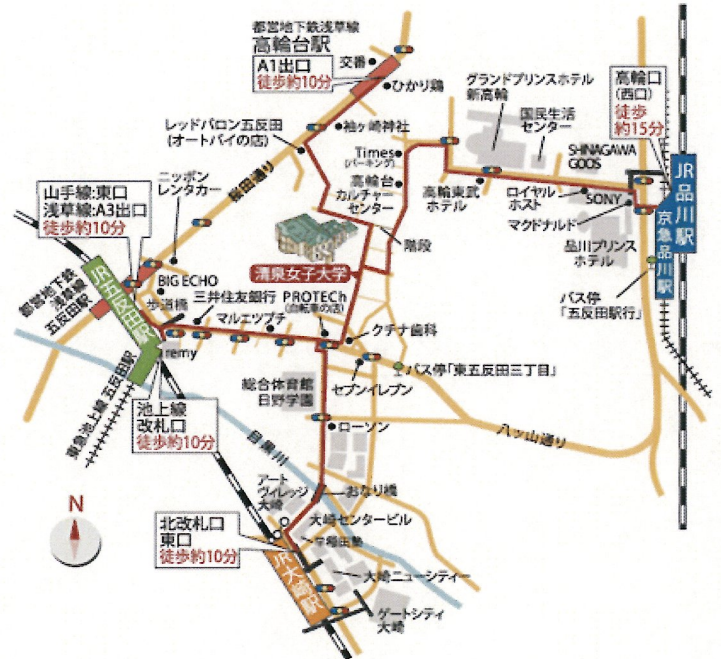 都営地下鉄浅草線
高輪台駅
A1出口
徒歩約10分
交番
ひかり鶏
レッドバロン五反田
(オートバイの店)
袖ヶ崎神社
Times
(パーキング)
高輪台
カルチャー
センター
グランドプリンスホテル
新高輪
国民生活
センター
高輪口
(西口)
徒歩
約15分
SHINAGAWA
GOOS
高輪東武
ホテル
ロイヤル
ホスト
SONY
マクドナルド
品川プリンス
ホテル
JR品川駅
京急品川駅
バス停
「五反田駅行」
階段
山手線:東口
浅草線:A3出口
徒歩約10分
ニッポン
レンタカー
桜田通り
清泉女子大学
都営地下鉄
浅草線
五反田駅
JR五反田駅
BIG ECHO
歩道橋
三井住友銀行
マルエツプチ
PROTECh
(自転車の店)
クチナ歯科
remy
セブンイレブン
バス停「東五反田三丁目」
東急池上線 五反田駅
池上線
改札口
徒歩約10分
総合体育館
日野学園
ローソン
目黒川
八ッ山通り
アート
ヴィレッジ
大崎
おなり橋
大崎センタービル
早稲田塾
N
北改札口
東口
徒歩約10分
JR大崎駅
大崎ニューシティー
ゲートシティ
大崎